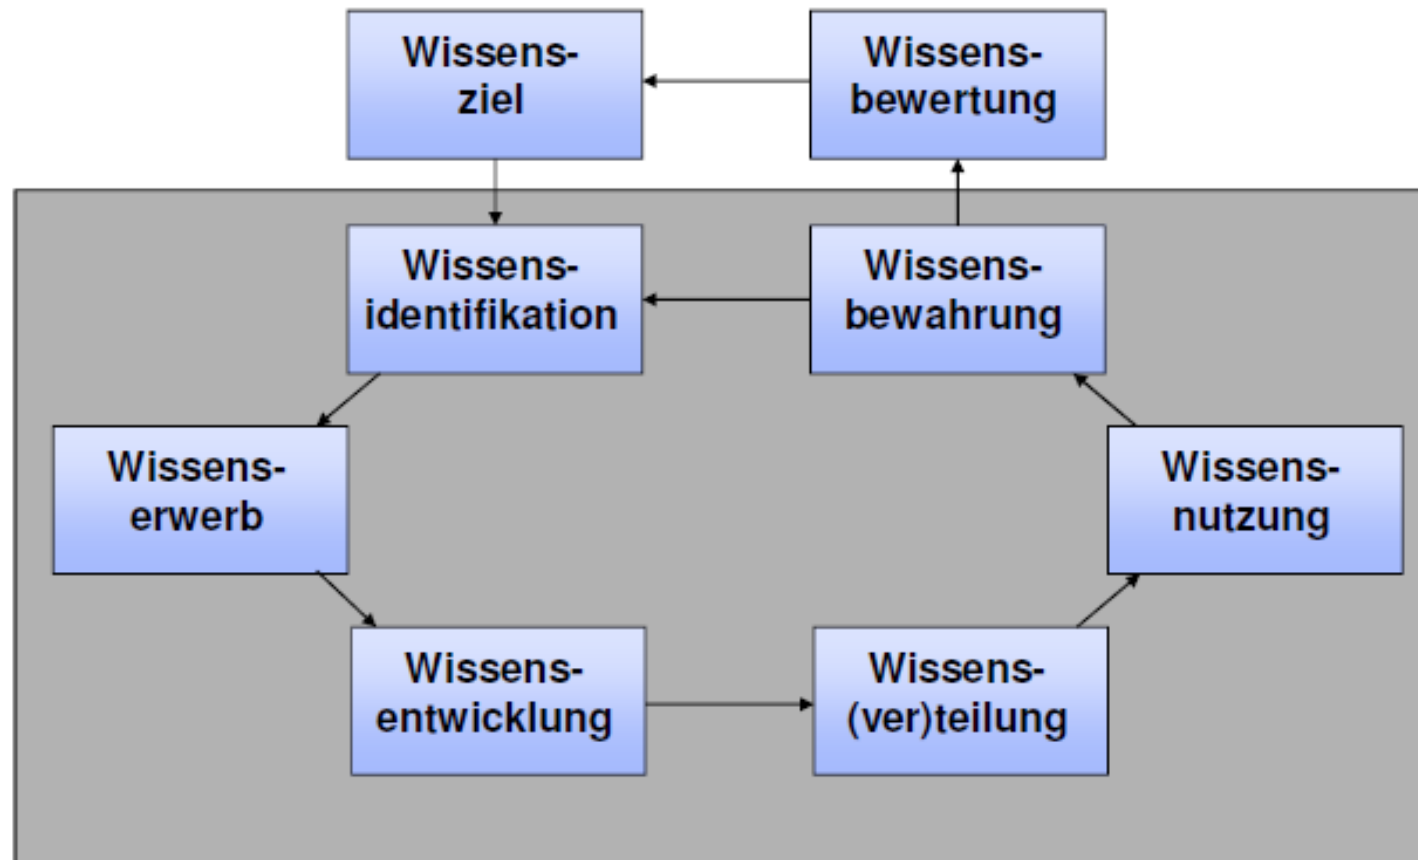 Wissens-
ziel
Wissens-
bewertung
Wissens-
identifikation
Wissens-
bewahrung
Wissens-
erwerb
Wissens-
nutzung
Wissens-
entwicklung
Wissens-
(ver)teilung